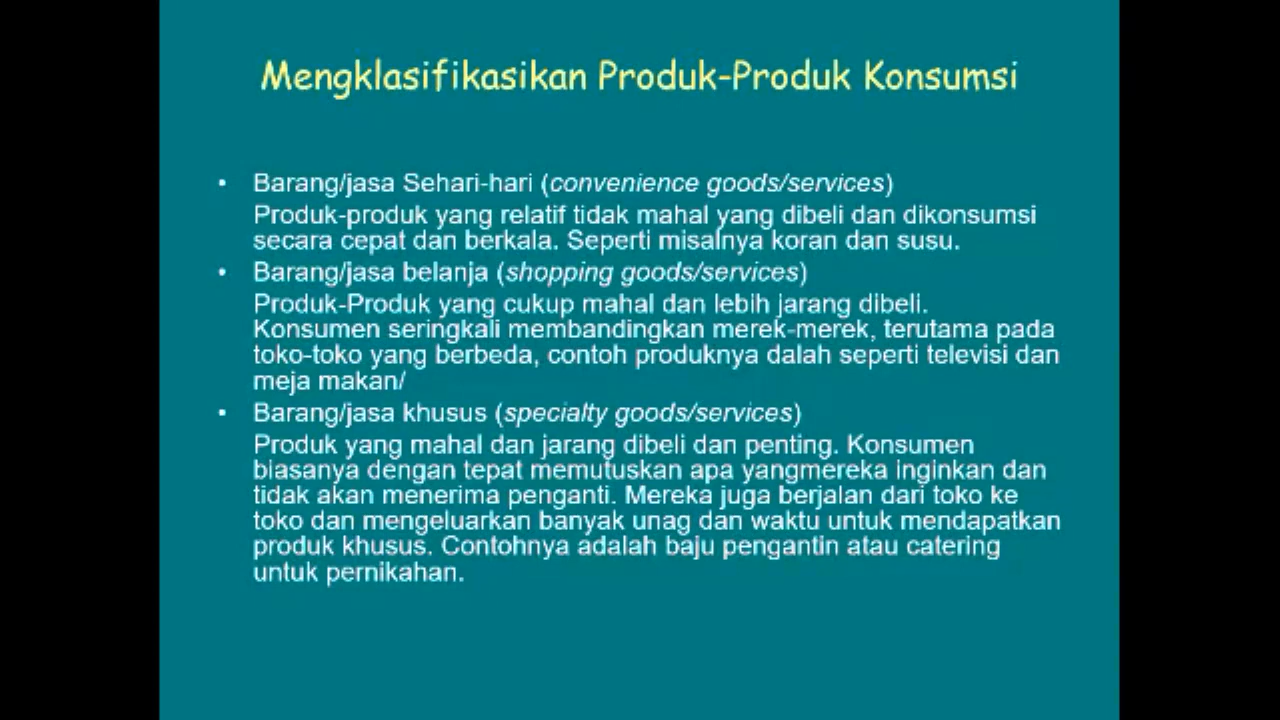 Mengklasifikasikan Produk-Produk Konsumsi
• Barang/jasa Sehari-hari (convenience goods/services)
Produk-produk yang relatif tidak mahal yang dibeli dan dikonsumsi
secara cepat dan berkala. Seperti misalnya koran dan susu.
• Barang/jasa belanja (shopping goods/services)
Produk-Produk yang cukup mahal dan lebih jarang dibeli.
Konsumen seringkali membandingkan merek-merek, terutama pada
toko-toko yang berbeda, contoh produknya dalah seperti televisi dan
meja makan/
• Barang/jasa khusus (specialty goods/services)
Produk yang mahal dan jarang dibeli dan penting. Konsumen
biasanya dengan tepat memutuskan apa yangmereka inginkan dan
tidak akan menerima penganti. Mereka juga berjalan dari toko ke
toko dan mengeluarkan banyak unag dan waktu untuk mendapatkan
produk khusus. Contohnya adalah baju pengantin atau catering
untuk pernikahan.